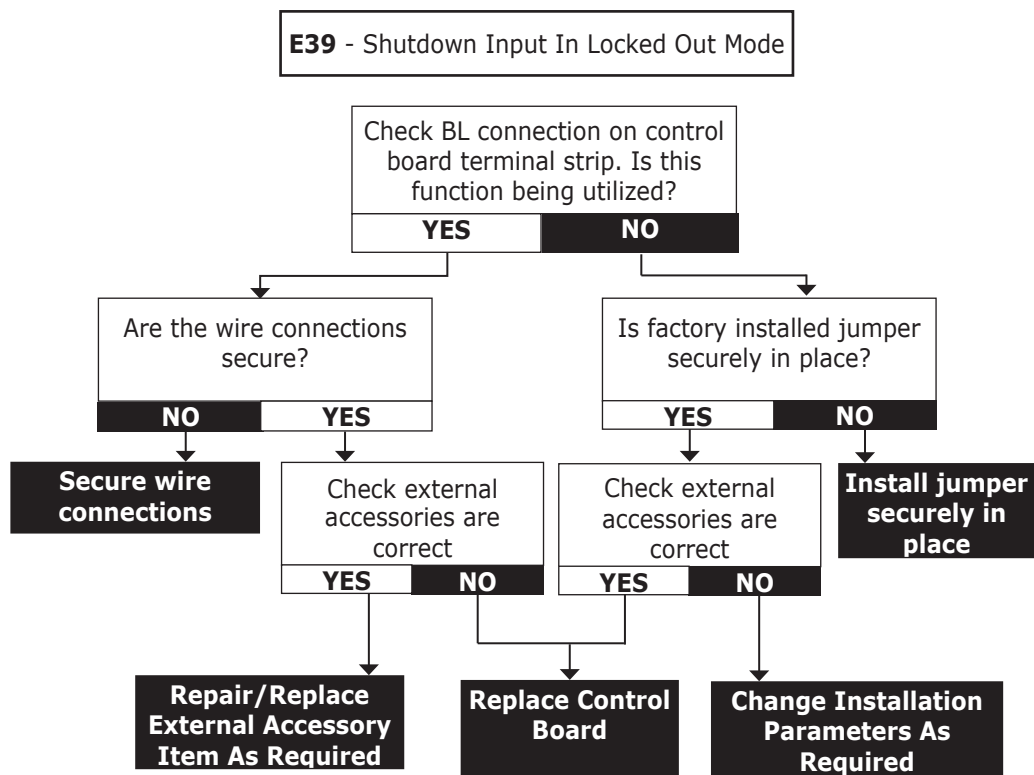 E39 - Shutdown Input In Locked Out Mode
Check BL connection on control
board terminal strip. Is this
function being utilized?
YES
NO
Are the wire connections
secure?
NO
YES
Is factory installed jumper
securely in place?
YES
NO
Secure wire
connections
Check external
accessories are
correct
YES
NO
Check external
accessories are
correct
YES
NO
Install jumper
securely in
place
Repair/Replace
External Accessory
Item As Required
Replace Control
Board
Change Installation
Parameters As
Required